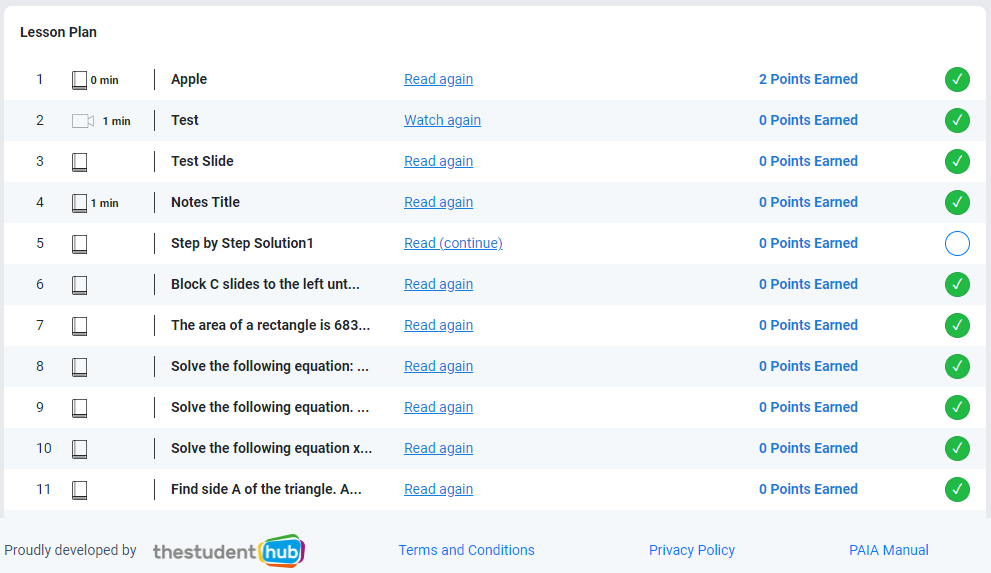 Lesson Plan
1 0 min Apple Read again 2 Points Earned
2 1 min Test Watch again 0 Points Earned
3 Test Slide Read again 0 Points Earned
4 1 min Notes Title Read again 0 Points Earned
5 Step by Step Solution1 Read (continue) 0 Points Earned
6 Block C slides to the left unt... Read again 0 Points Earned
7 The area of a rectangle is 683... Read again 0 Points Earned
8 Solve the following equation: ... Read again 0 Points Earned
9 Solve the following equation. ... Read again 0 Points Earned
10 Solve the following equation x... Read again 0 Points Earned
11 Find side A of the triangle. A... Read again 0 Points Earned
Proudly developed by thestudenthub Terms and Conditions Privacy Policy PAIA Manual